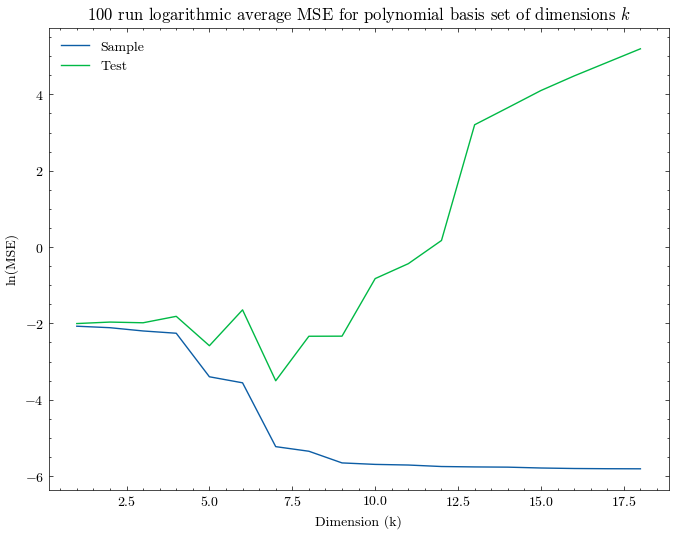 100 run logarithmic average MSE for polynomial basis set of dimensions k
Sample
Test
4
2
0
−2
−4
−6
ln(MSE)
2.5 5.0 7.5 10.0 12.5 15.0 17.5
Dimension (k)